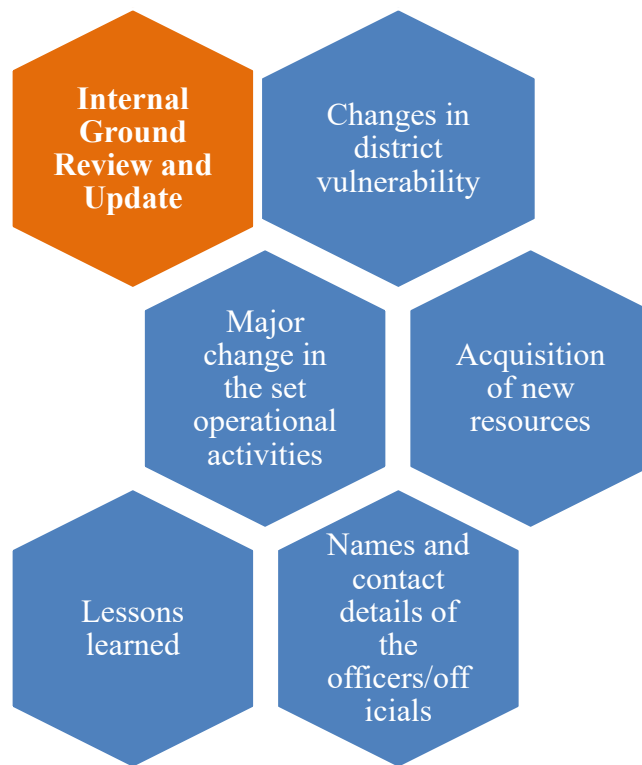 Internal
Ground
Review and
Update
Changes in
district
vulnerability
Major
change in
the set
operational
activities
Acquisition
of new
resources
Lessons
learned
Names and
contact
details of
the
officers/off
icials